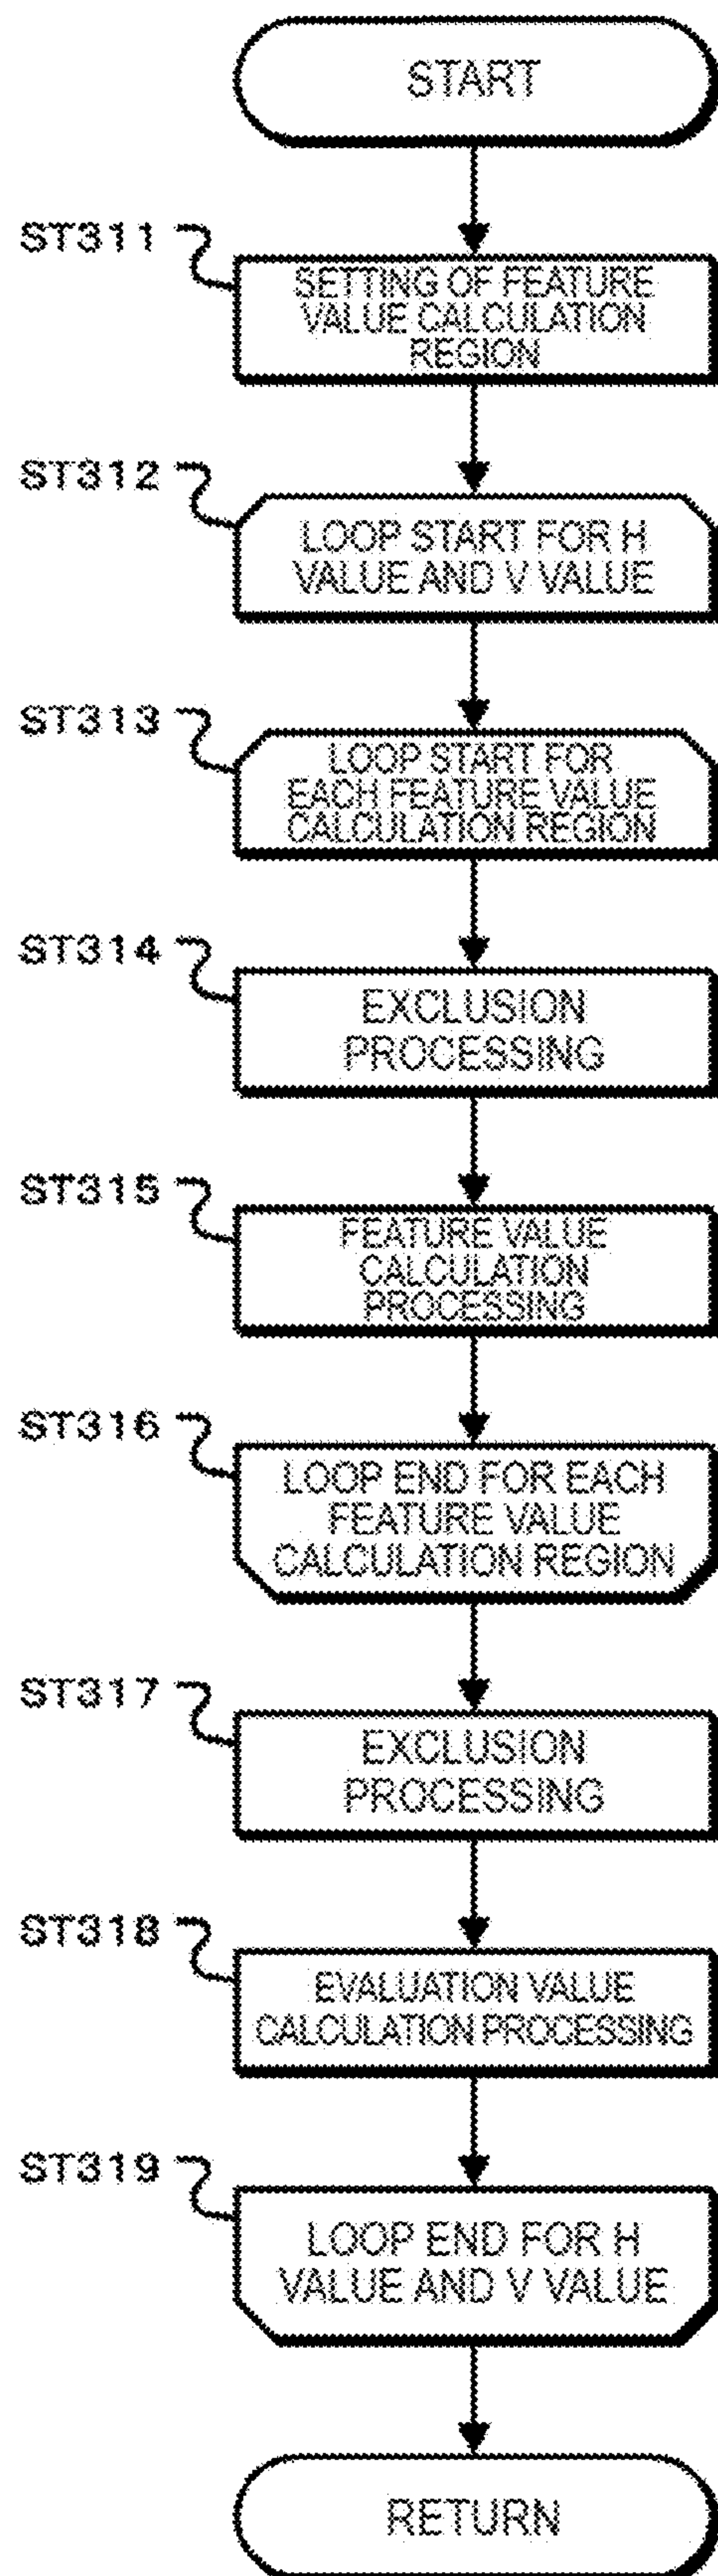 START
ST311
SETTING OF FEATURE
VALUE CALCULATION
REGION
ST312
LOOP START FOR H
VALUE AND V VALUE
ST313
LOOP START FOR
EACH FEATURE VALUE
CALCULATION REGION
ST314
EXCLUSION
PROCESSING
ST315
FEATURE VALUE
CALCULATION
PROCESSING
ST316
LOOP END FOR EACH
FEATURE VALUE
CALCULATION REGION
ST317
EXCLUSION
PROCESSING
ST318
EVALUATION VALUE
CALCULATION PROCESSING
ST319
LOOP END FOR H
VALUE AND V VALUE
RETURN